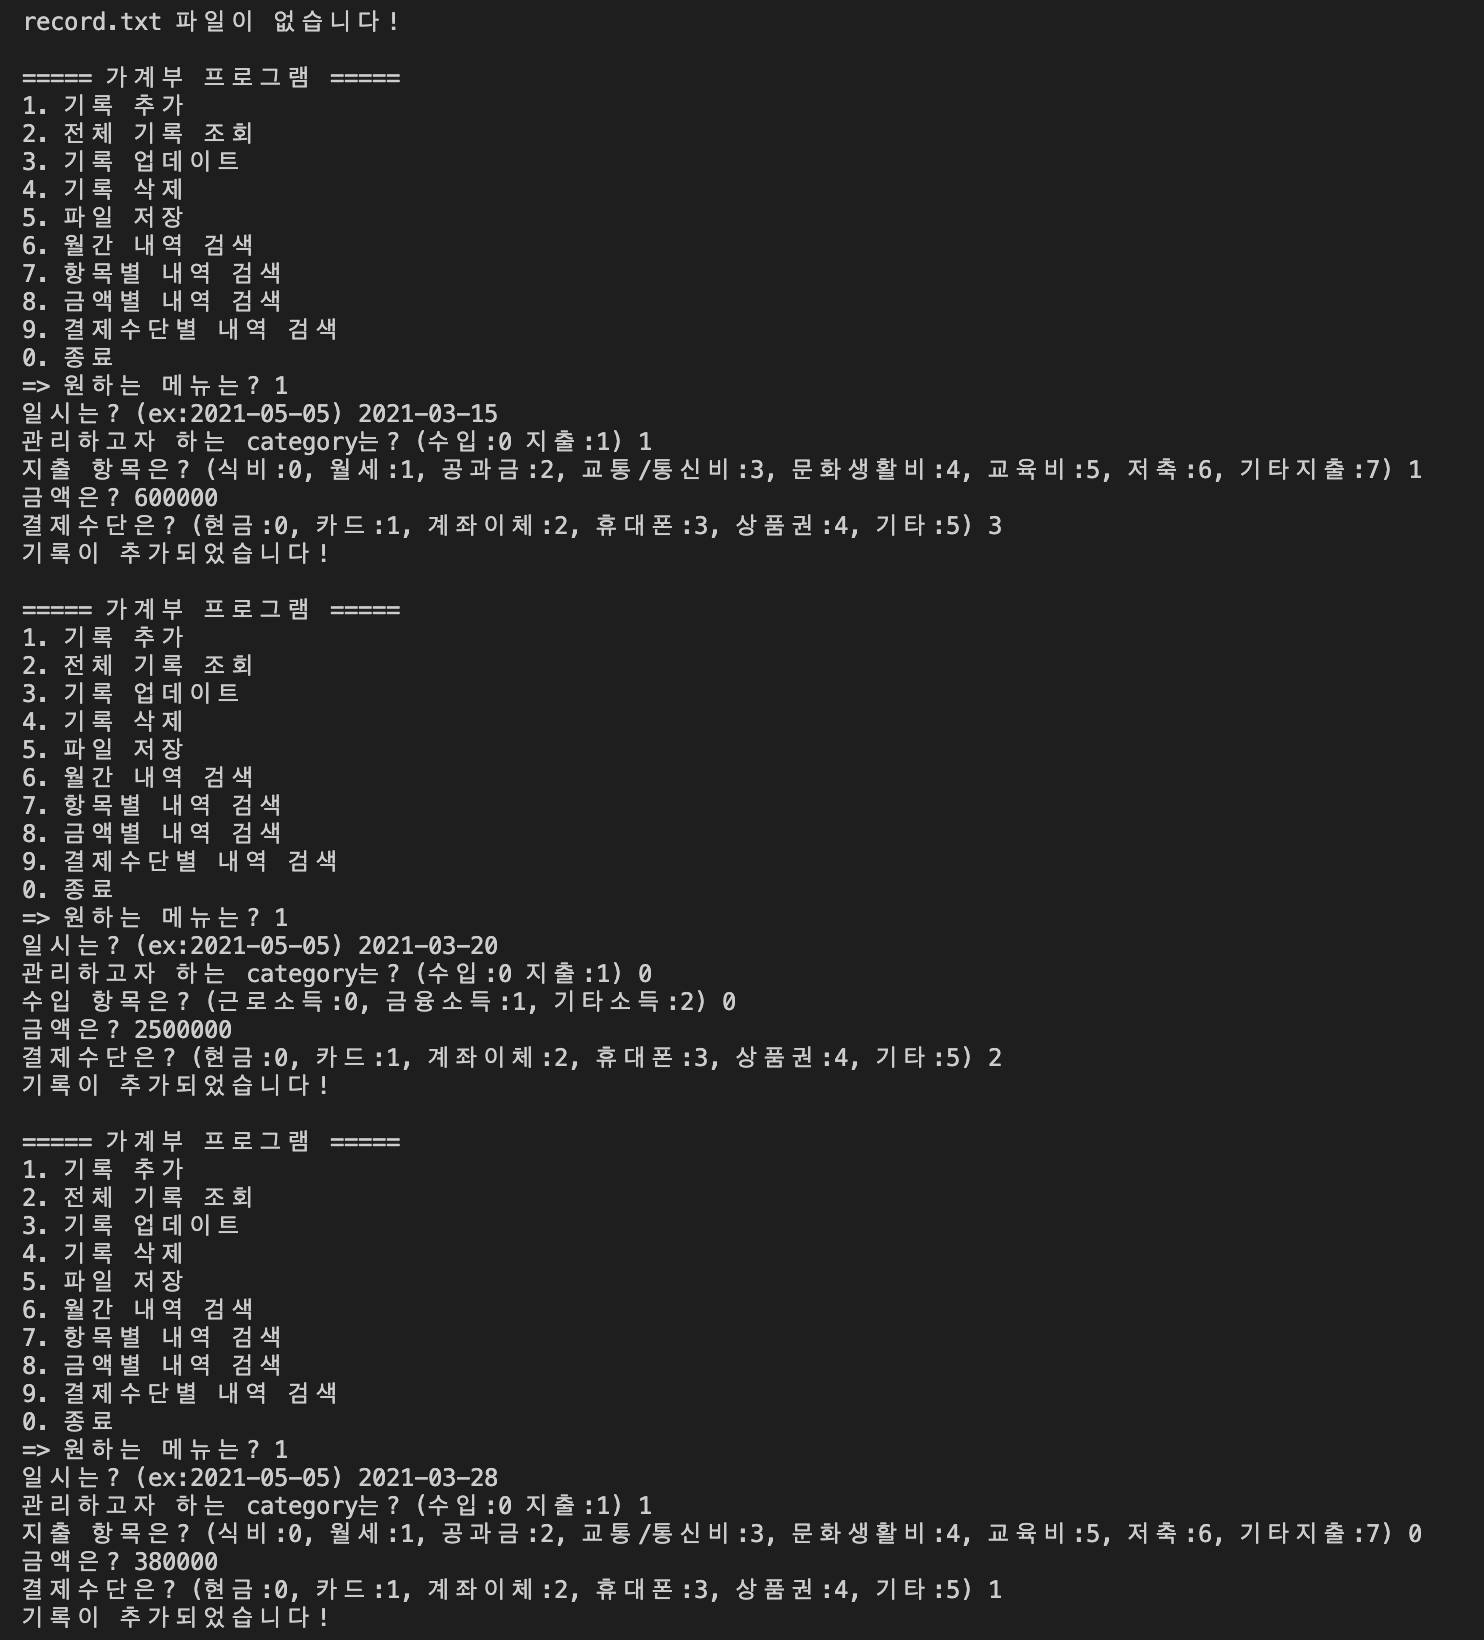 record.txt 파일이 없습니다!
===== 가계부 프로그램 =====
1. 기록 추가
2. 전체 기록 조회
3. 기록 업데이트
4. 기록 삭제
5. 파일 저장
6. 월간 내역 검색
7. 항목별 내역 검색
8. 금액별 내역 검색
9. 결제수단별 내역 검색
0. 종료
=> 원하는 메뉴는? 1
일시는? (ex:2021-05-05) 2021-03-15
관리하고자 하는 category는? (수입:0 지출:1) 1
지출 항목은? (식비:0, 월세:1, 공과금:2, 교통/통신비:3, 문화생활비:4, 교육비:5, 저축:6, 기타지출:7) 1
금액은? 600000
결제수단은? (현금:0, 카드:1, 계좌이체:2, 휴대폰:3, 상품권:4, 기타:5) 3
기록이 추가되었습니다!
===== 가계부 프로그램 =====
1. 기록 추가
2. 전체 기록 조회
3. 기록 업데이트
4. 기록 삭제
5. 파일 저장
6. 월간 내역 검색
7. 항목별 내역 검색
8. 금액별 내역 검색
9. 결제수단별 내역 검색
0. 종료
=> 원하는 메뉴는? 1
일시는? (ex:2021-05-05) 2021-03-20
관리하고자 하는 category는? (수입:0 지출:1) 0
수입 항목은? (근로소득:0, 금융소득:1, 기타소득:2) 0
금액은? 2500000
결제수단은? (현금:0, 카드:1, 계좌이체:2, 휴대폰:3, 상품권:4, 기타:5) 2
기록이 추가되었습니다!
===== 가계부 프로그램 =====
1. 기록 추가
2. 전체 기록 조회
3. 기록 업데이트
4. 기록 삭제
5. 파일 저장
6. 월간 내역 검색
7. 항목별 내역 검색
8. 금액별 내역 검색
9. 결제수단별 내역 검색
0. 종료
=> 원하는 메뉴는? 1
일시는? (ex:2021-05-05) 2021-03-28
관리하고자 하는 category는? (수입:0 지출:1) 1
지출 항목은? (식비:0, 월세:1, 공과금:2, 교통/통신비:3, 문화생활비:4, 교육비:5, 저축:6, 기타지출:7) 0
금액은? 380000
결제수단은? (현금:0, 카드:1, 계좌이체:2, 휴대폰:3, 상품권:4, 기타:5) 1
기록이 추가되었습니다!